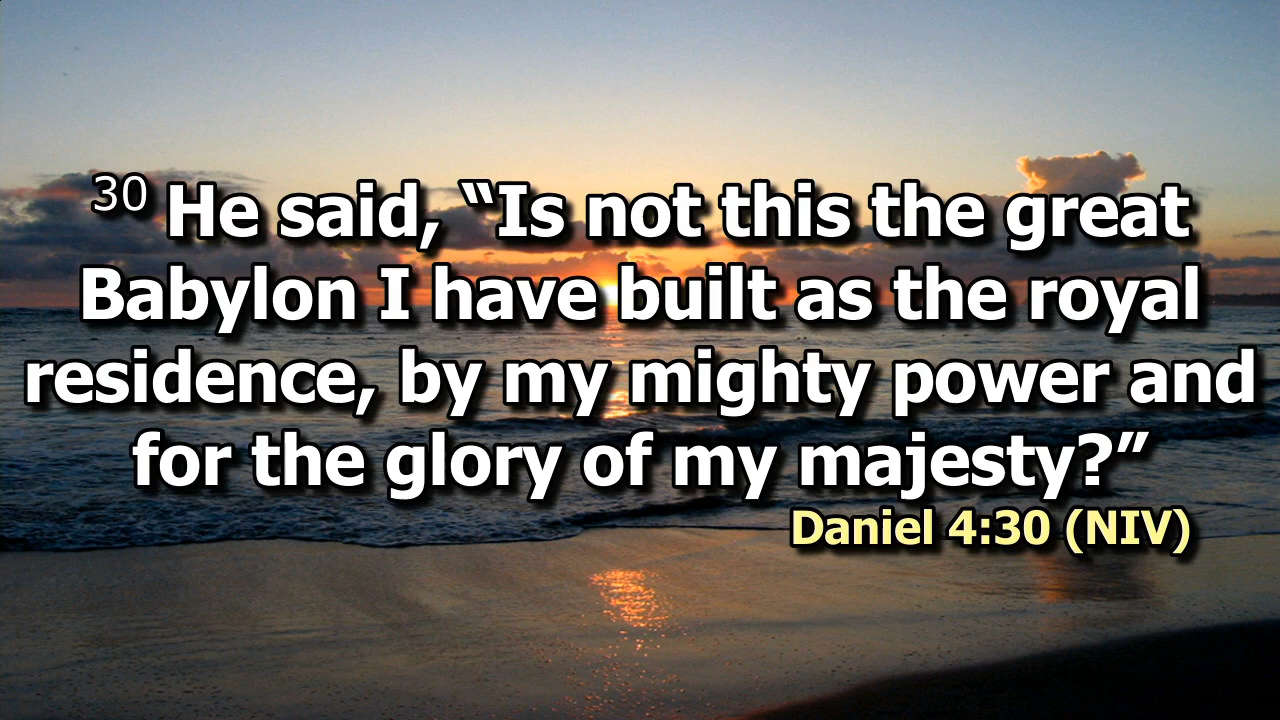 30 He said, “Is not this the great
Babylon I have built as the royal
residence, by my mighty power and
for the glory of my majesty?”
Daniel 4:30 (NIV)